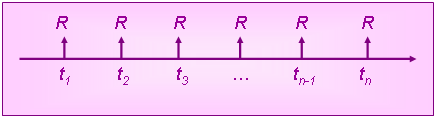 R R R R R R
t₁ t₂ t₃ ... tₙ₋₁ tₙ